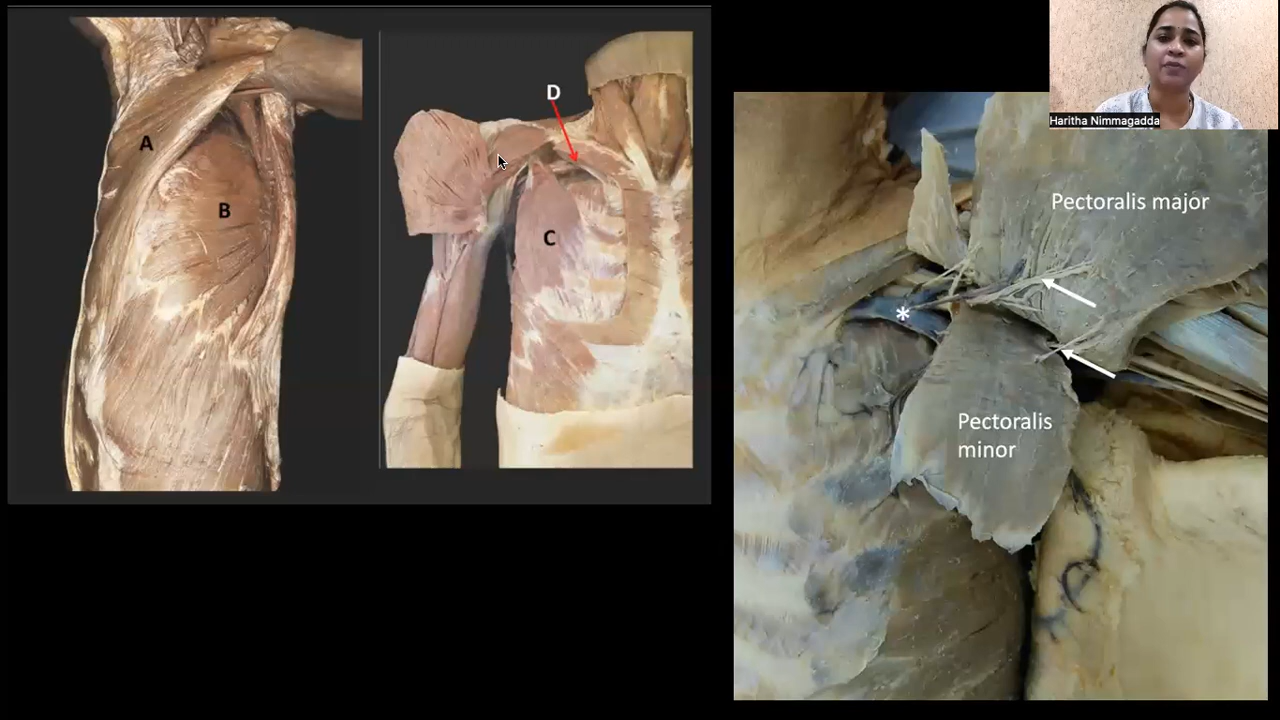 A
B
D
C
Haritha Nimmagadda
Pectoralis major
*
Pectoralis
minor